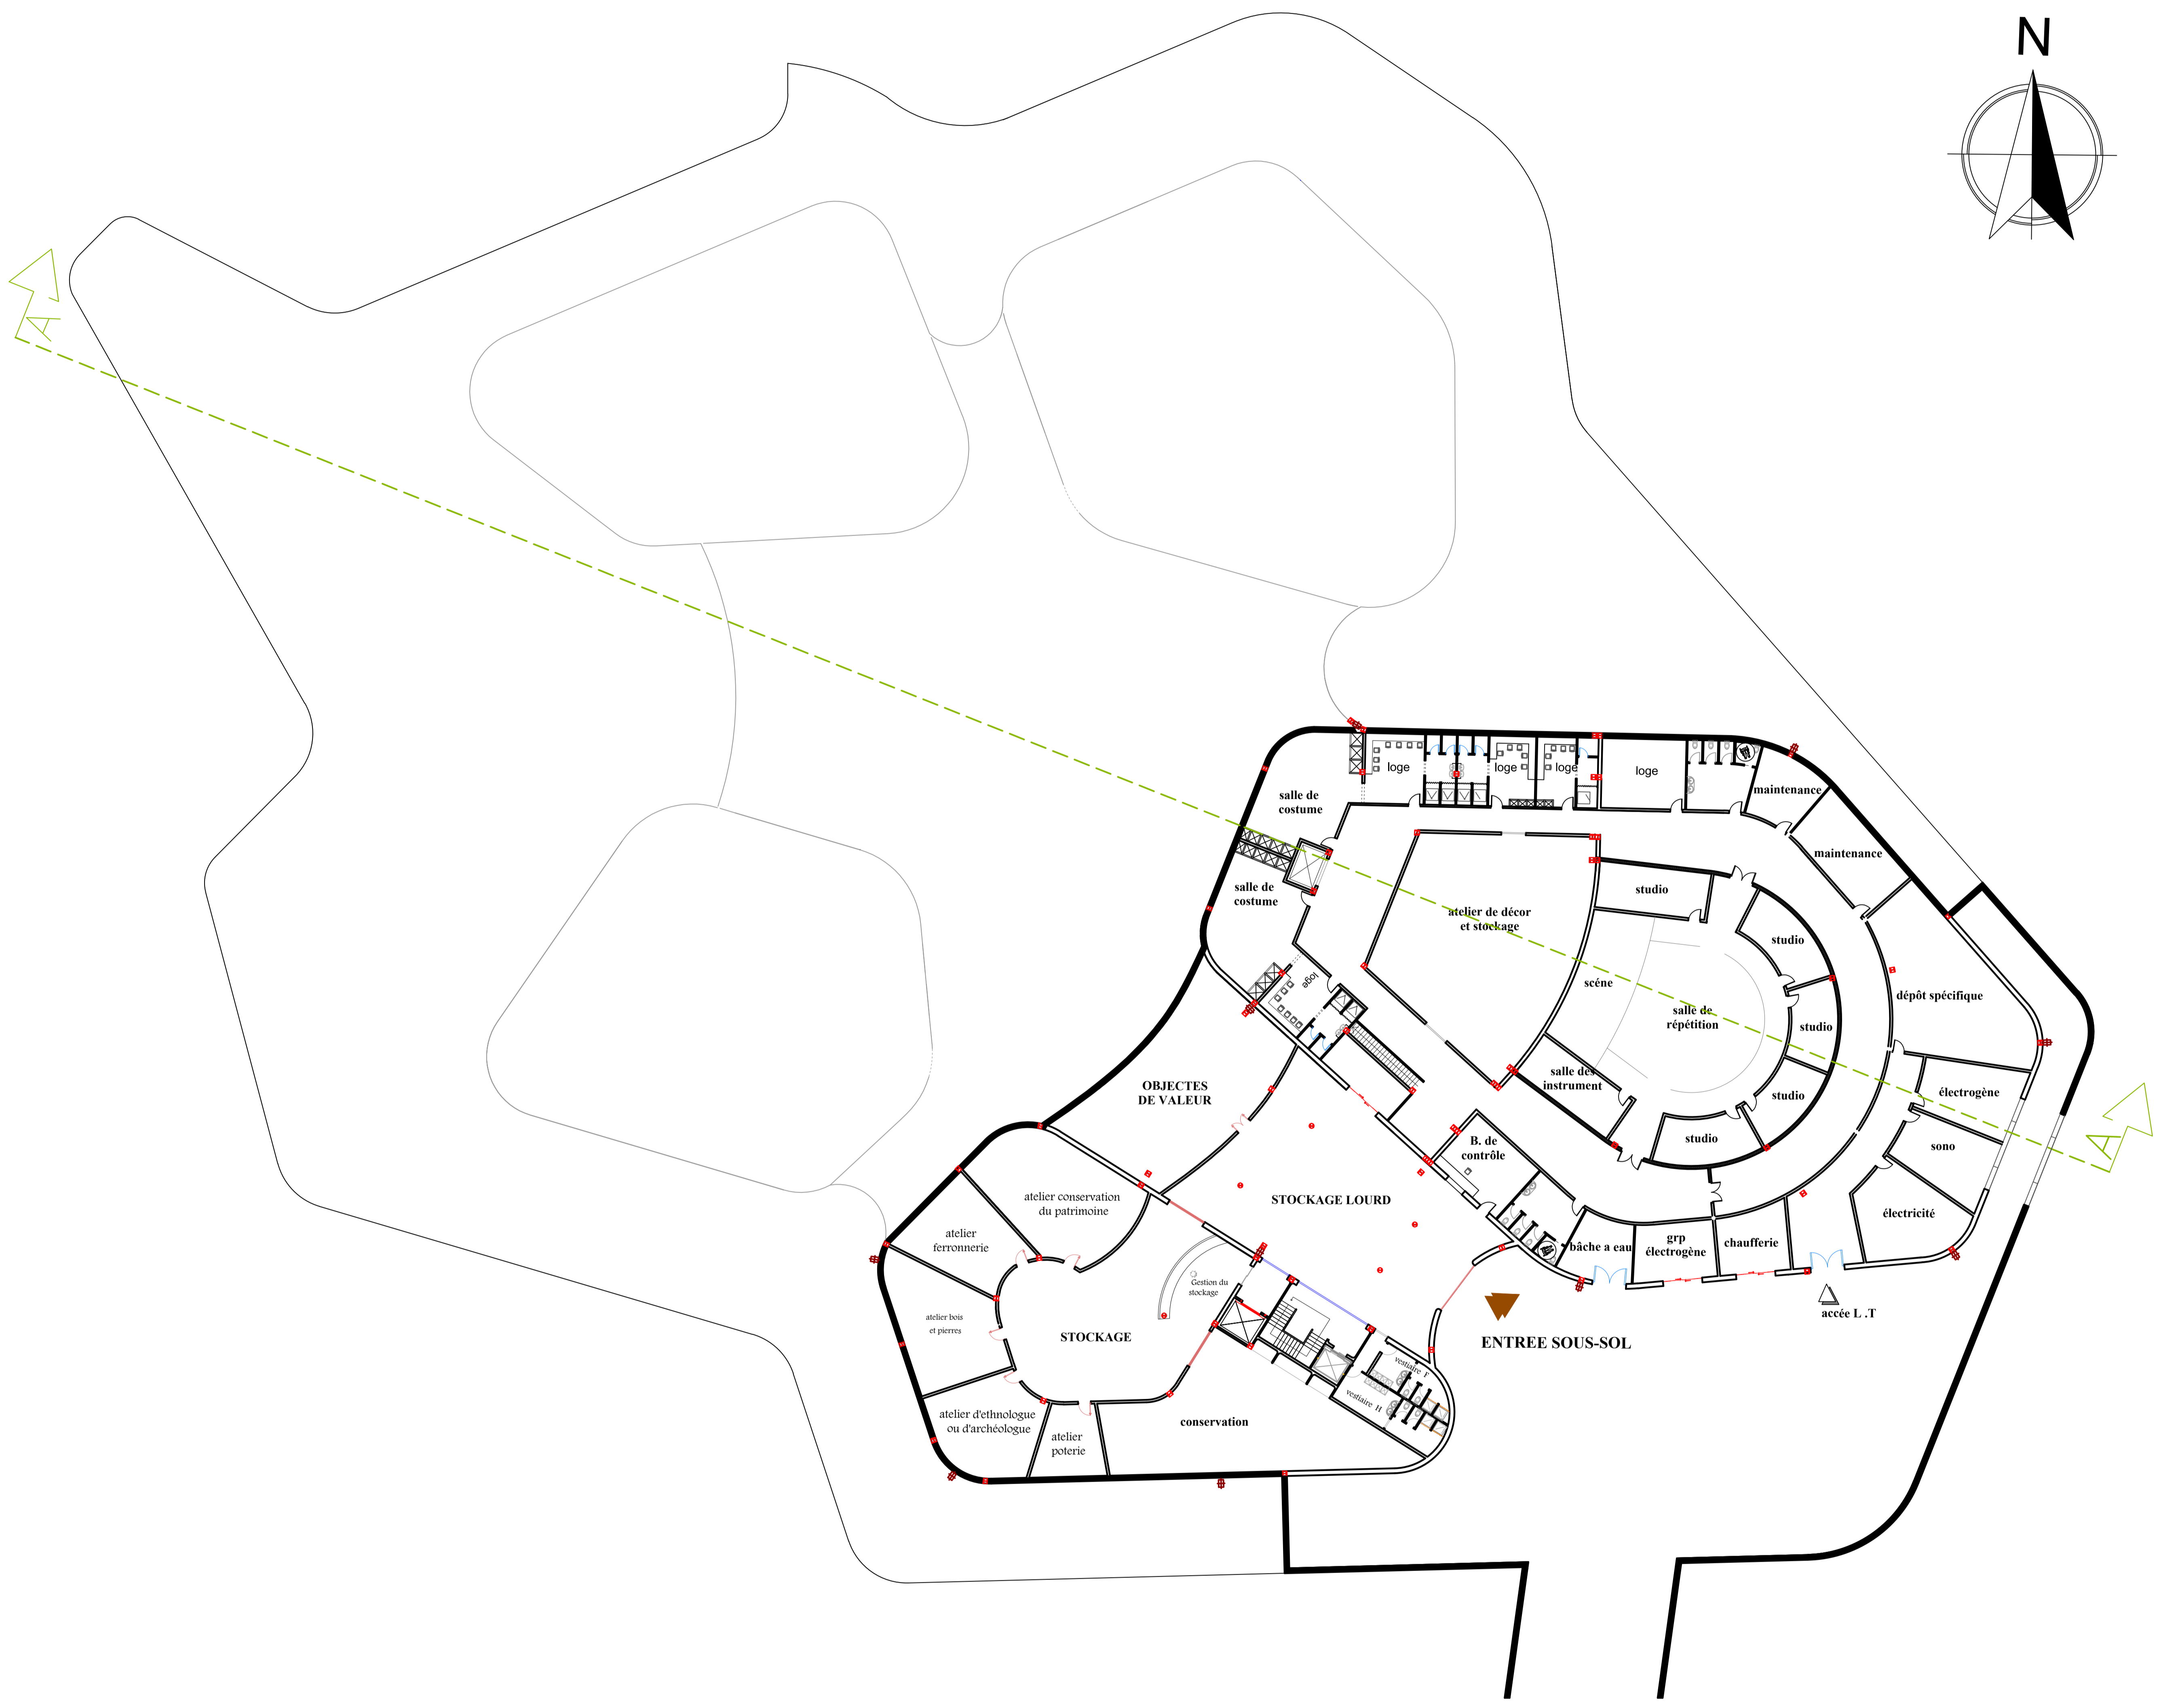 N
A
loge
loge
loge
loge
maintenance
salle de
costume
maintenance
salle de
costume
studio
atelier de décor
et stockage
studio
loge
scéne
dépôt spécifique
salle de
répétition
studio
salle des
instrument
OBJECTES
DE VALEUR
studio
électrogène
A
studio
sono
B. de
contrôle
STOCKAGE LOURD
atelier conservation
du patrimoine
électricité
atelier
ferronnerie
bâche a eau
grp
électrogène
chaufferie
Gestion du
stockage
accée L .T
atelier bois
et pierres
STOCKAGE
ENTREE SOUS-SOL
vestiaire F
vestiaire H
atelier d'ethnologue
ou d'archéologue
conservation
atelier
poterie